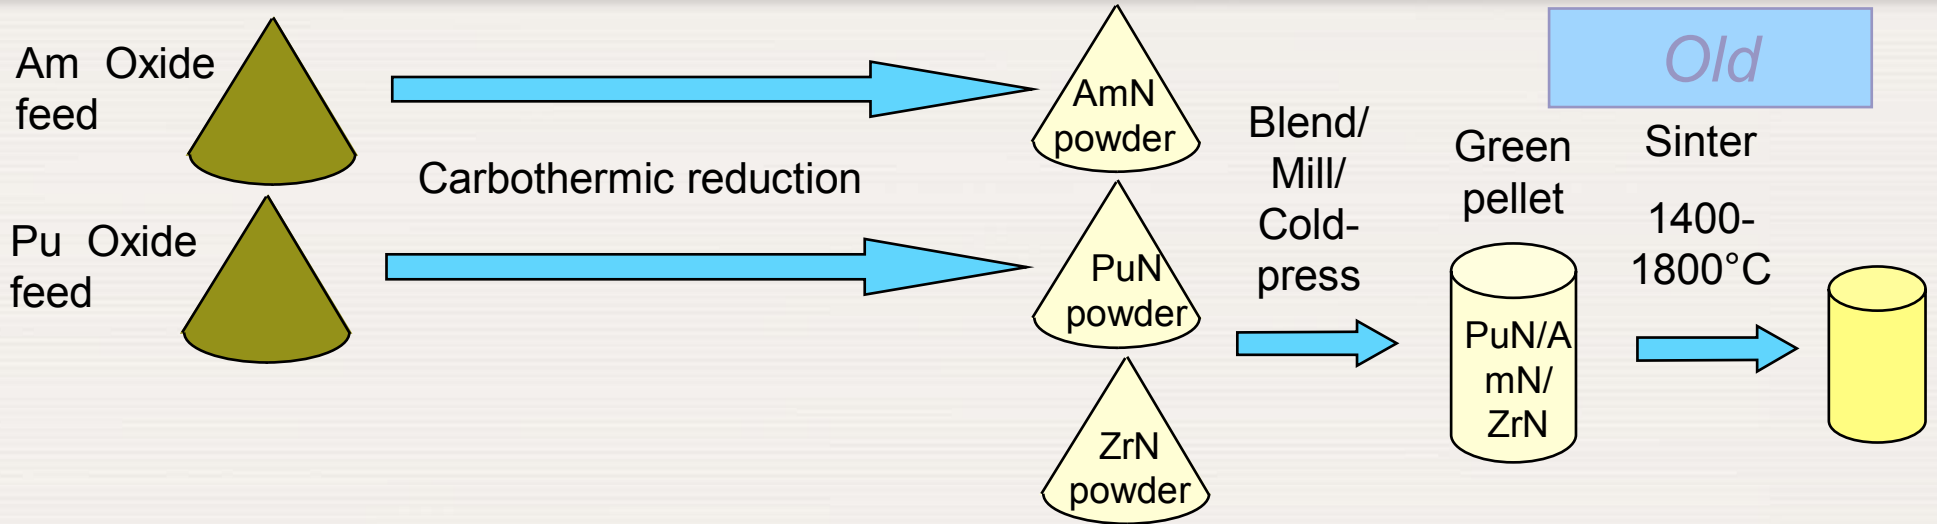 Am Oxide
feed
Carbothermic reduction
Pu Oxide
feed
AmN
powder
PuN
powder
ZrN
powder
Blend/
Mill/
Cold-
press
Green
pellet
PuN/A
mN/
ZrN
Old
Sinter
1400-
1800°C